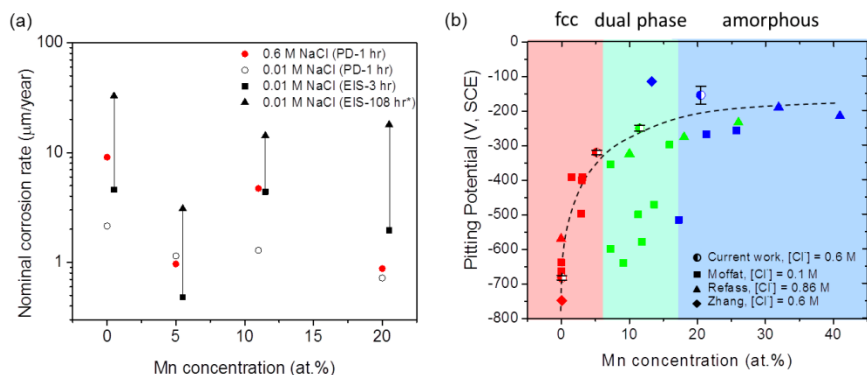 (a)
Nominal corrosion rate (μm/year)
100
10
1
0.6 M NaCl (PD-1 hr)
0.01 M NaCl (PD-1 hr)
0.01 M NaCl (EIS-3 hr)
0.01 M NaCl (EIS-108 hr*)
0 5 10 15 20
Mn concentration (at.%)
(b)
fcc dual phase amorphous
Pitting Potential (V, SCE)
0
-100
-200
-300
-400
-500
-600
-700
-800
Current work, [Cl⁻] = 0.6 M
Moffat, [Cl⁻] = 0.1 M
Refass, [Cl⁻] = 0.86 M
Zhang, [Cl⁻] = 0.6 M
0 10 20 30 40
Mn concentration (at.%)